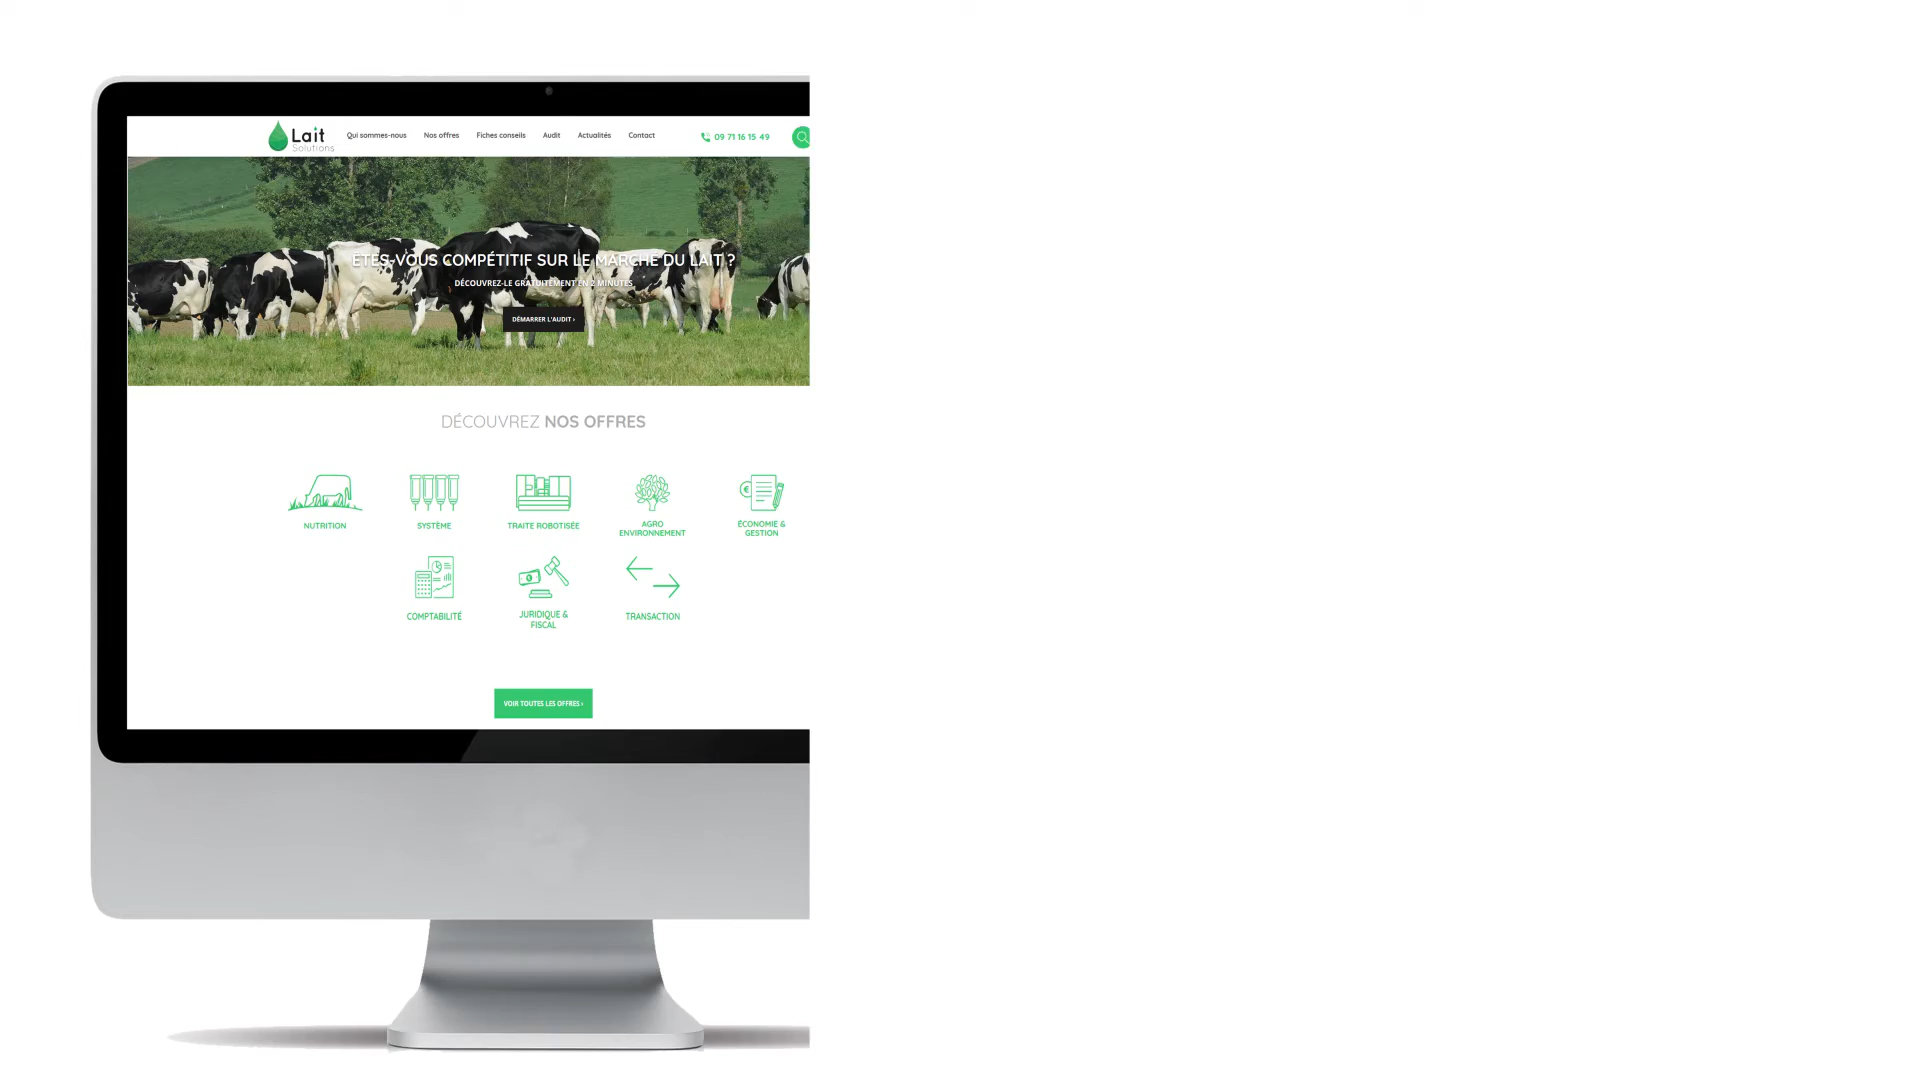 Lait
Solutions
Qui sommes-nous
Nos offres
Fiches conseils
Audit
Actualités
Contact
09 71 16 15 49
ÊTES-VOUS COMPÉTITIF SUR LE MARCHÉ DU LAIT ?
DÉCOUVREZ-LE GRATUITEMENT EN 2 MINUTES
DÉMARRER L'AUDIT ›
DÉCOUVREZ NOS OFFRES
NUTRITION
SYSTÈME
TRAITE ROBOTISÉE
AGRO
ENVIRONNEMENT
ÉCONOMIE &
GESTION
COMPTABILITÉ
JURIDIQUE &
FISCAL
TRANSACTION
VOIR TOUTES LES OFFRES ›